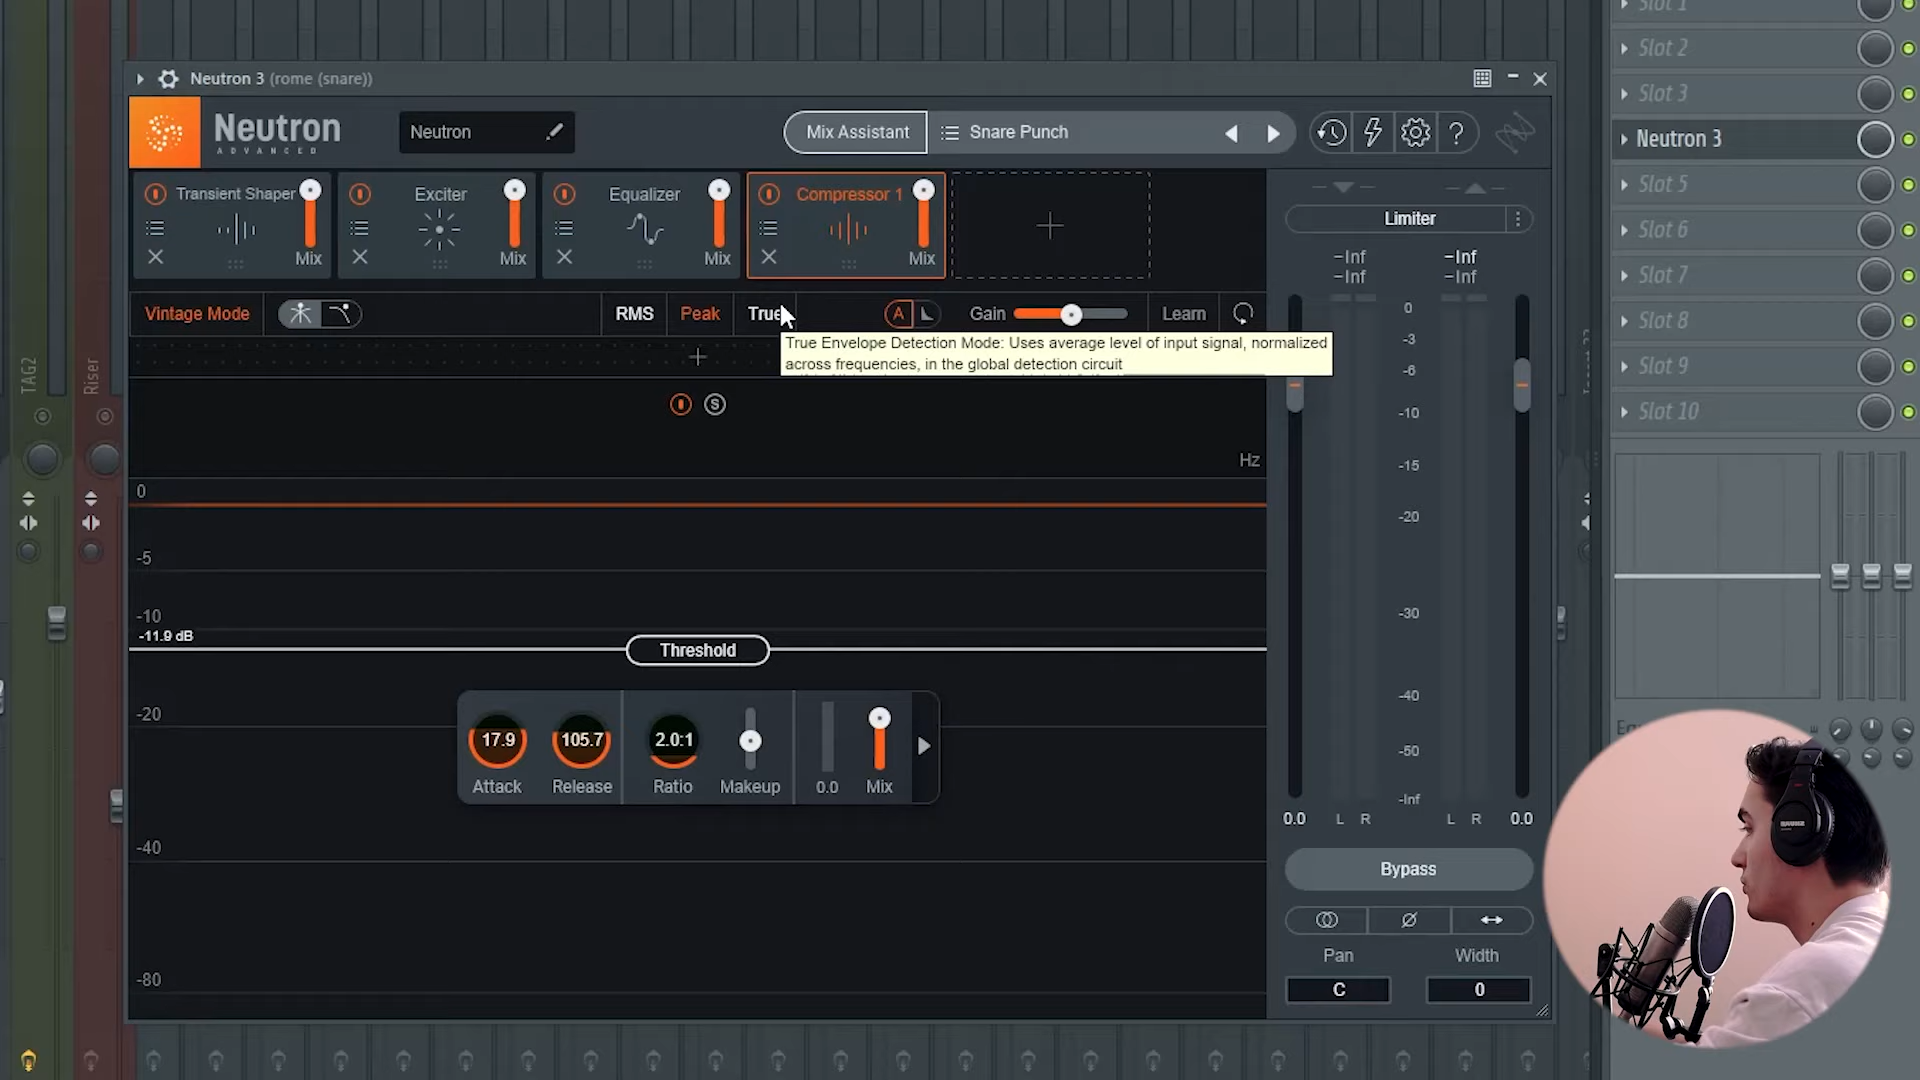 Slot 1
Neutron 3 (rome (snare))
Slot 2
Slot 3
Neutron
ADVANCED
Neutron
Mix Assistant
Snare Punch
?
Neutron 3
Transient Shaper
Mix
Exciter
Mix
Equalizer
Mix
Compressor 1
Mix
Limiter
-Inf
-Inf
-Inf
-Inf
Slot 5
Slot 6
Slot 7
Slot 8
Slot 9
Slot 10
Vintage Mode
RMS
Peak
True
A
Gain
Learn
True Envelope Detection Mode: Uses average level of input signal, normalized
across frequencies, in the global detection circuit
S
Hz
TAG2
Riser
0
-5
-10
-11.9 dB
Threshold
-20
-40
-80
17.9
Attack
105.7
Release
2.0:1
Ratio
Makeup
0.0
Mix
0
-3
-6
-10
-15
-20
-30
-40
-50
-Inf
0.0
L R
L R
0.0
Bypass
Pan
Width
C
0